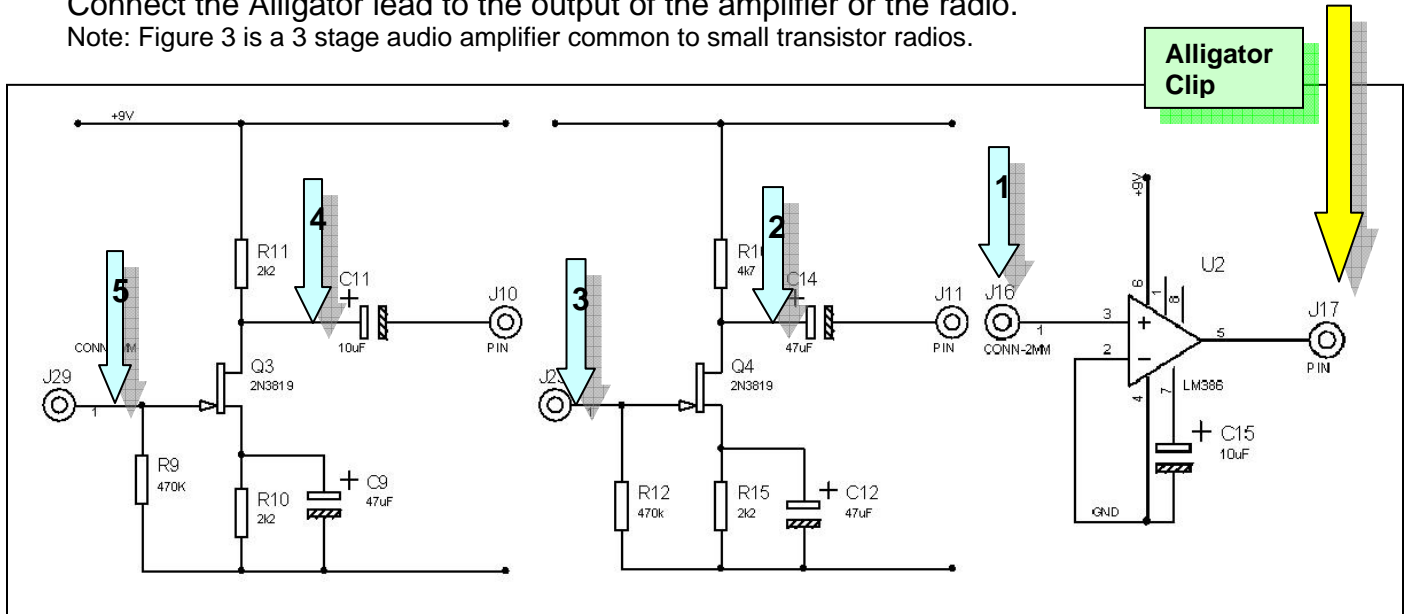 Connect the Alligator lead to the output of the amplifier or the radio.
Note: Figure 3 is a 3 stage audio amplifier common to small transistor radios.
Alligator
Clip
+9V
5
4
3
2
1
R11
2k2
C11
+
10uF
J10
PIN
J29
1
Q3
2N3819
R9
470K
R10
2k2
+
C9
47uF
4k7
C14
47uF
J11
PIN
Q4
2N3819
R12
470k
R15
2k2
+
C12
47uF
J16
1
CONN-2MM
+9V
U2
6
1
8
3
+
2
−
5
4
7
LM386
J17
PIN
+
C15
10uF
GND